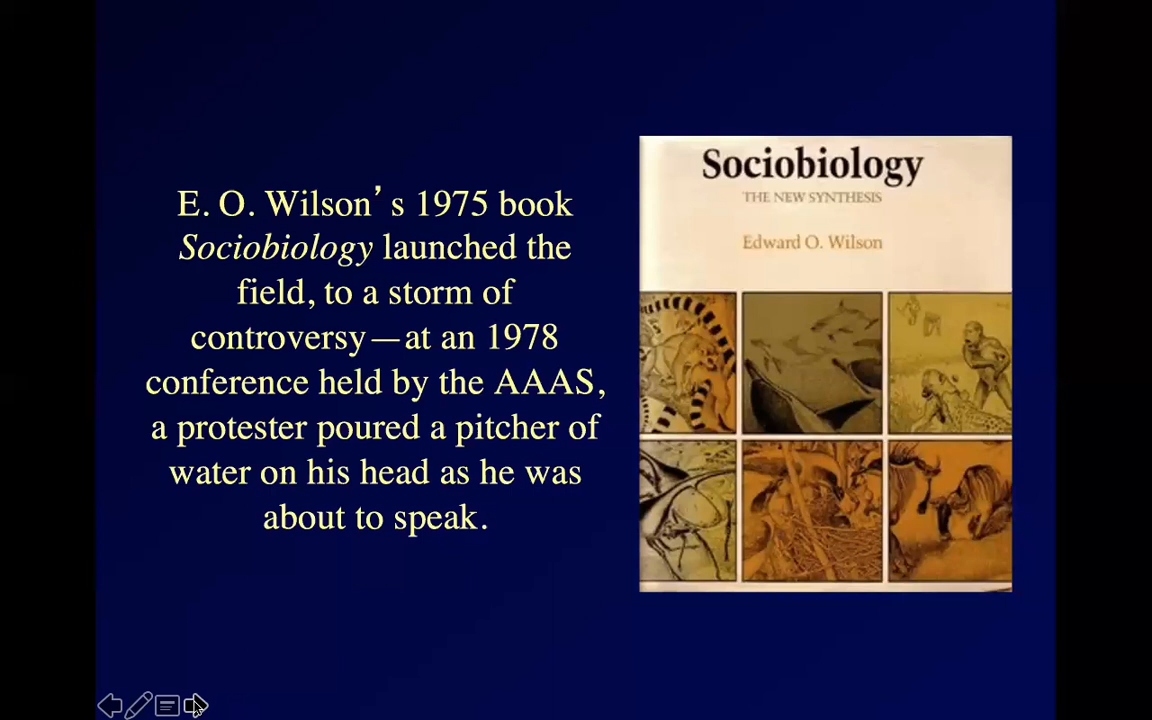 E. O. Wilson’s 1975 book
Sociobiology launched the
field, to a storm of
controversy—at an 1978
conference held by the AAAS,
a protester poured a pitcher of
water on his head as he was
about to speak.
Sociobiology
THE NEW SYNTHESIS
Edward O. Wilson